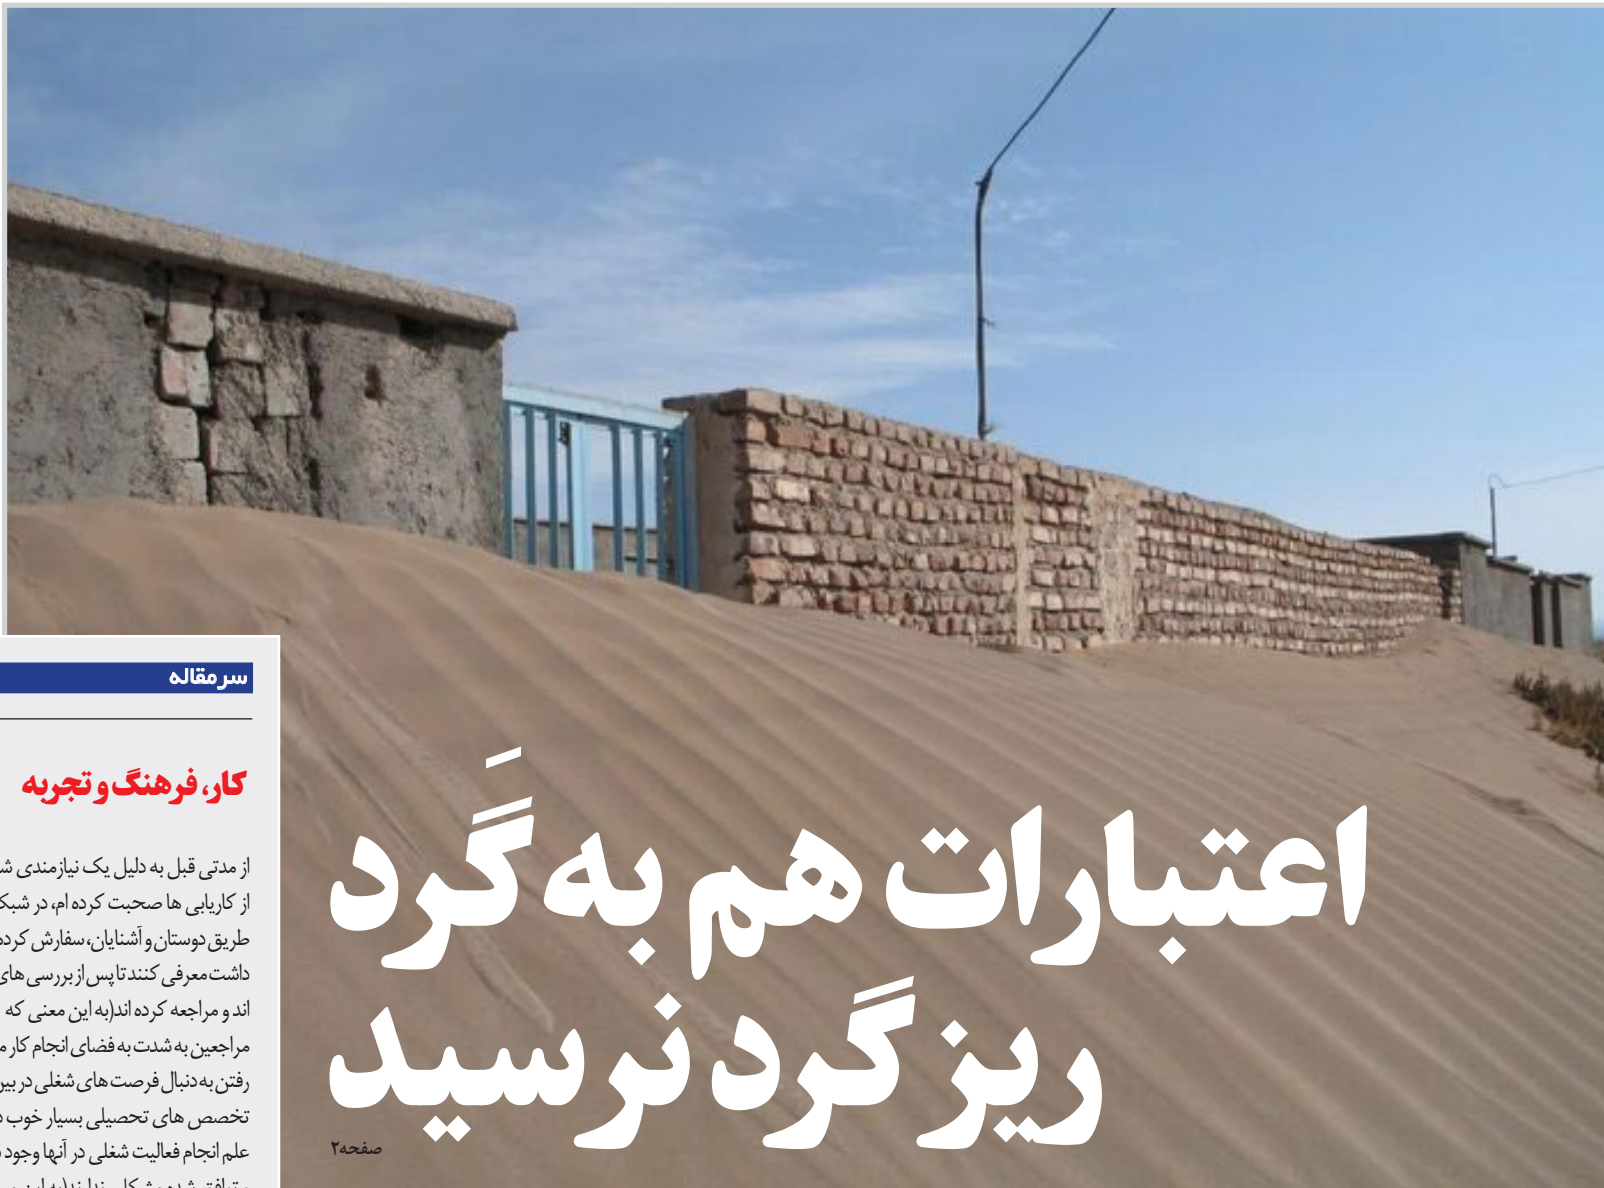 اعتبارات هم به گَرد
ریزگرد نرسید
صفحه۲
سرمقاله
کار، فرهنگ و تجربه
از مدتی قبل به دلیل یک نیازمندی
از کاریابی ها صحبت کرده ام، در
طریق دوستان و آشنایان، سفارش
داشت معرفی کنند تا پس از بررسی های
اند و مراجعه کرده اند(به این معنی که
مراجعین به شدت به فضای انجام کار
رفتن به دنبال فرصت های شغلی در
تخصص های تحصیلی بسیار خوب
علم انجام فعالیت شغلی در آنها وجود